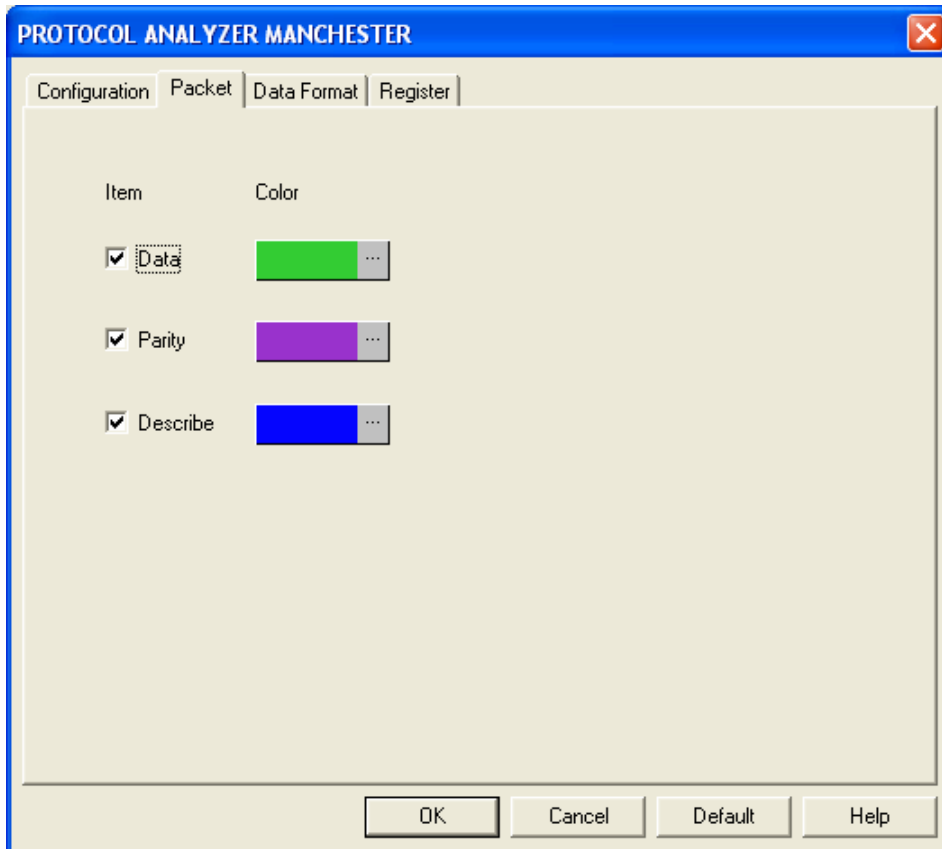 PROTOCOL ANALYZER MANCHESTER
Configuration Packet Data Format Register
Item Color
Data ...
Parity ...
Describe ...
OK Cancel Default Help